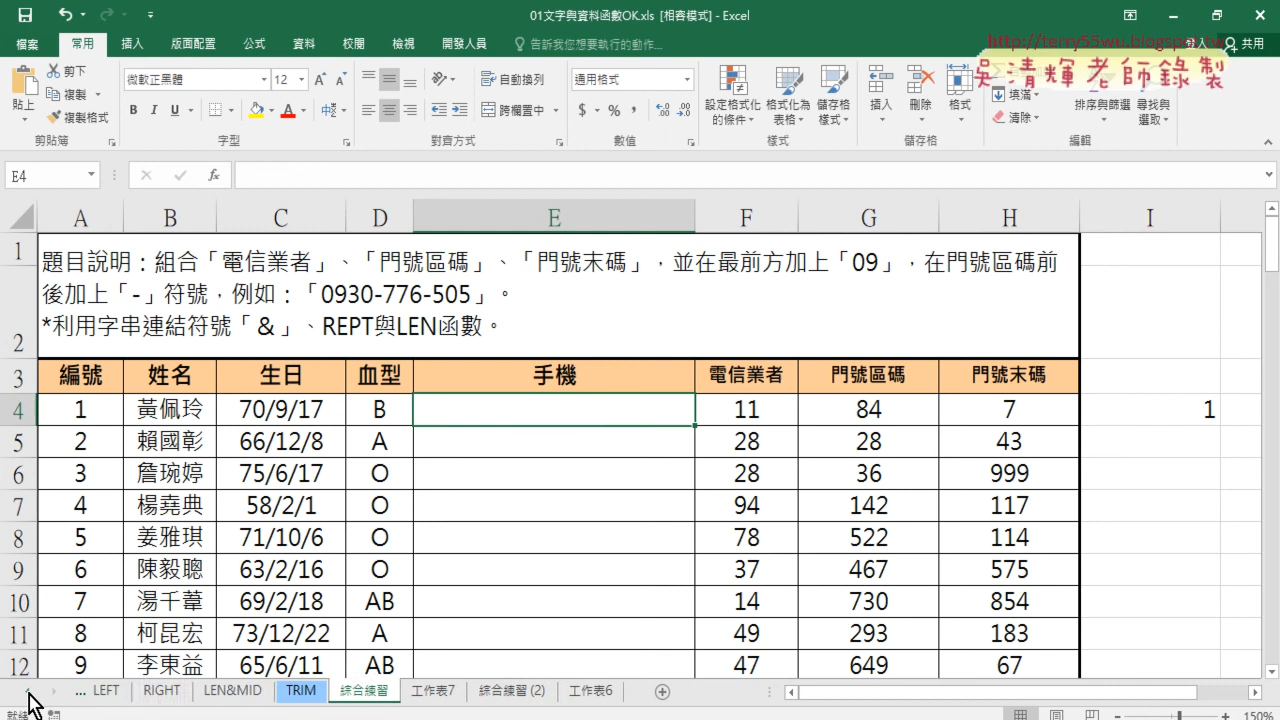 01文字與資料函數OK.xls [相容模式] - Excel
檔案 常用 插入 版面配置 公式 資料 校閱 檢視 開發人員 告訴我您想要執行的動作... 共用
http://terry55wu.blogspot.tw
吳清輝老師錄製
貼上 剪下 複製 複製格式
微軟正黑體 12 自動換列 跨欄置中 通用格式
B I U A $ % ,
設定格式化的條件 格式化為表格 儲存格樣式 插入 刪除 格式 填滿 清除 排序與篩選 尋找與選取
剪貼簿 字型 對齊方式 數值 樣式 儲存格 編輯
E4 fx
A B C D E F G H I
1 題目說明：組合「電信業者」、「門號區碼」、「門號末碼」，並在最前方加上「09」，在門號區碼前
後加上「-」符號，例如：「0930-776-505」。
2 *利用字串連結符號「&」、REPT與LEN函數。
3 編號 姓名 生日 血型 手機 電信業者 門號區碼 門號末碼
4 1 黃佩玲 70/9/17 B 11 84 7 1
5 2 賴國彰 66/12/8 A 28 28 43
6 3 詹琬婷 75/6/17 O 28 36 999
7 4 楊堯典 58/2/1 O 94 142 117
8 5 姜雅琪 71/10/6 O 78 522 114
9 6 陳毅聰 63/2/16 O 37 467 575
10 7 湯千葦 69/2/18 AB 14 730 854
11 8 柯昆宏 73/12/22 A 49 293 183
12 9 李東益 65/6/11 AB 47 649 67
... LEFT RIGHT LEN&MID TRIM 綜合練習 工作表7 綜合練習 (2) 工作表6
就緒 150%